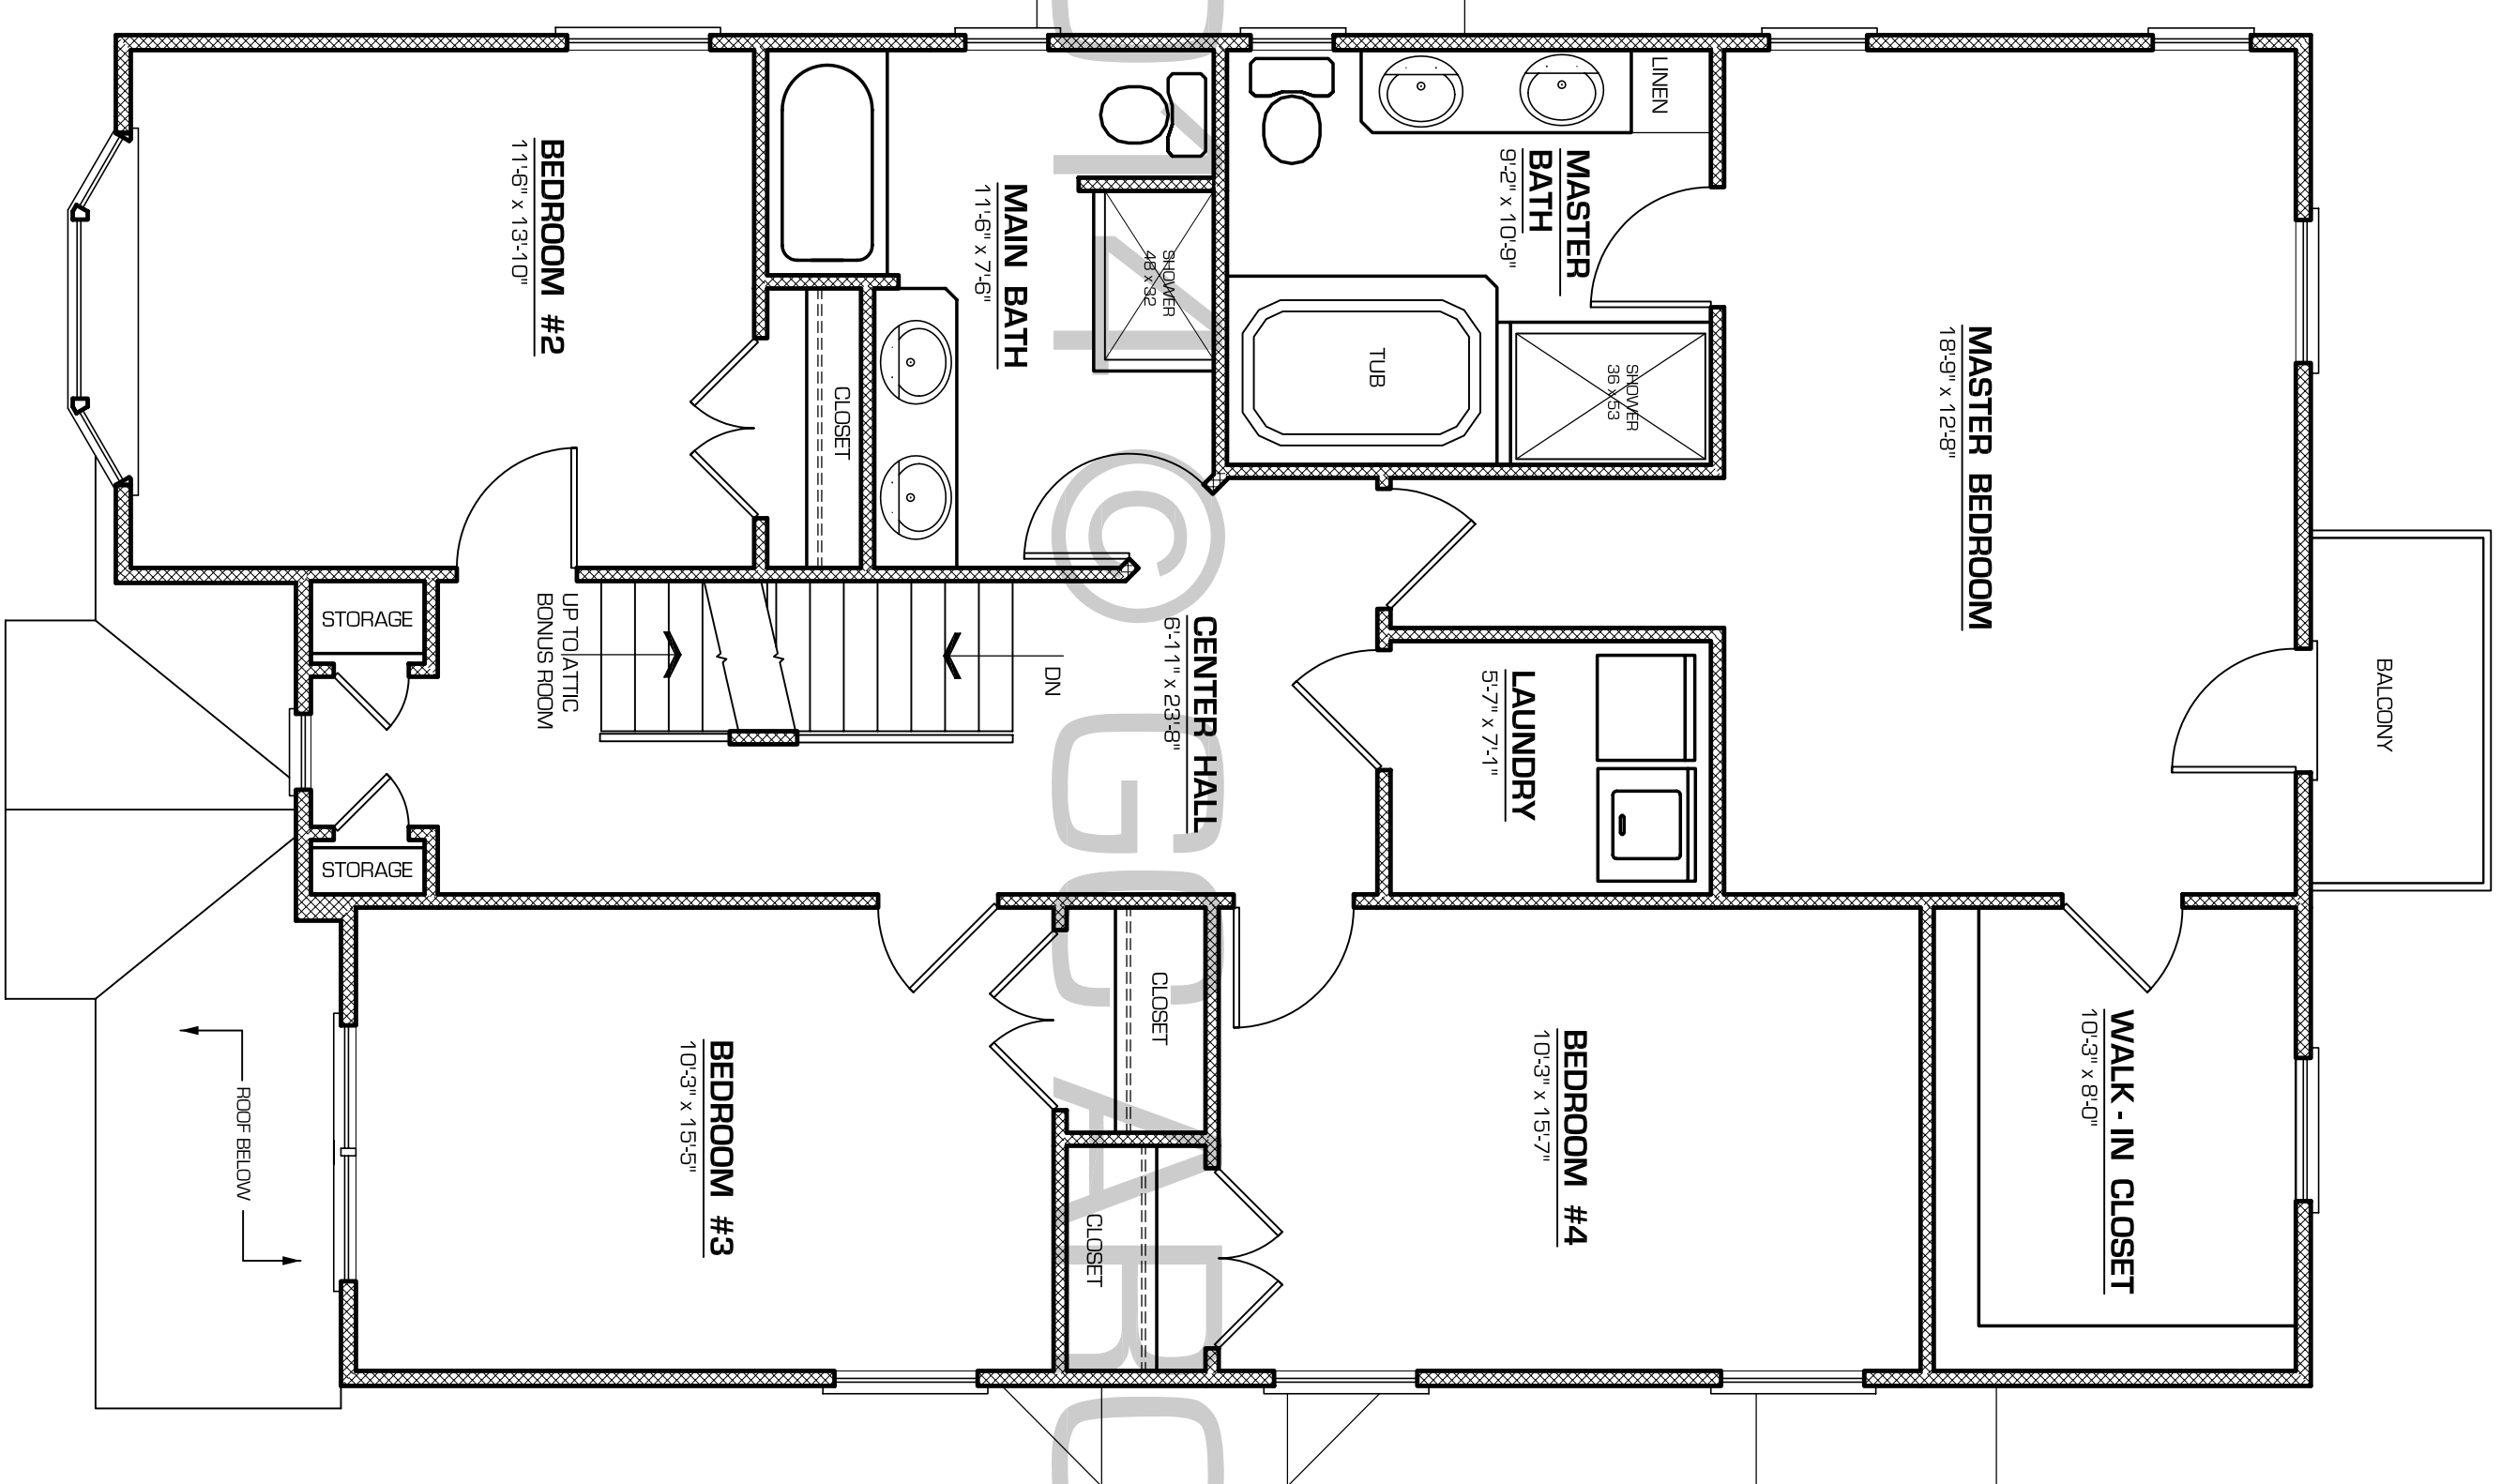 BEDROOM #2
11'-6" x 13'-10"
MAIN BATH
11'-6" x 7'-6"
SHOWER
48 x 32
LINEN
MASTER
BATH
9'-2" x 10'-9"
TUB
SHOWER
36 x 53
MASTER BEDROOM
18'-9" x 12'-8"
BALCONY
CLOSET
STORAGE
UP TO ATTIC
BONUS ROOM
DN
CENTER HALL
6'-11" x 23'-8"
LAUNDRY
5'-7" x 7'-1"
STORAGE
ROOF BELOW
BEDROOM #3
10'-3" x 15'-5"
CLOSET
CLOSET
BEDROOM #4
10'-3" x 15'-7"
WALK-IN CLOSET
10'-3" x 8'-0"